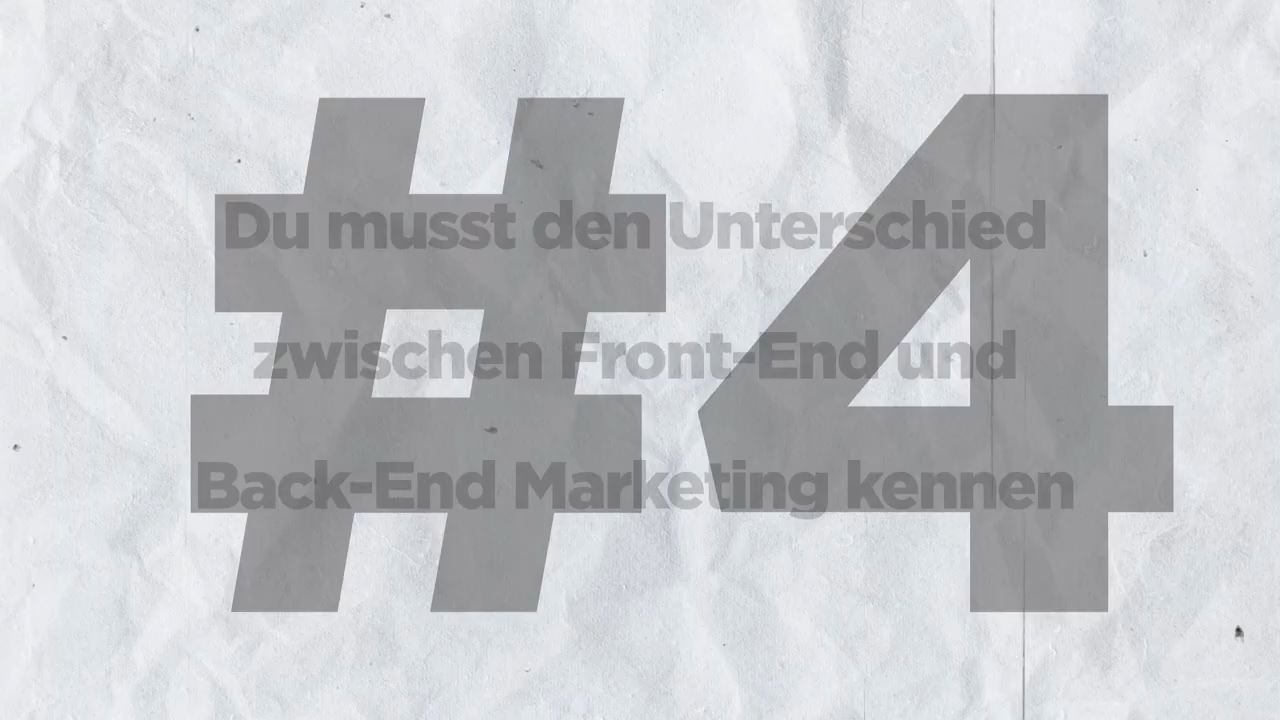 #4
Du musst den Unterschied
zwischen Front-End und
Back-End Marketing kennen